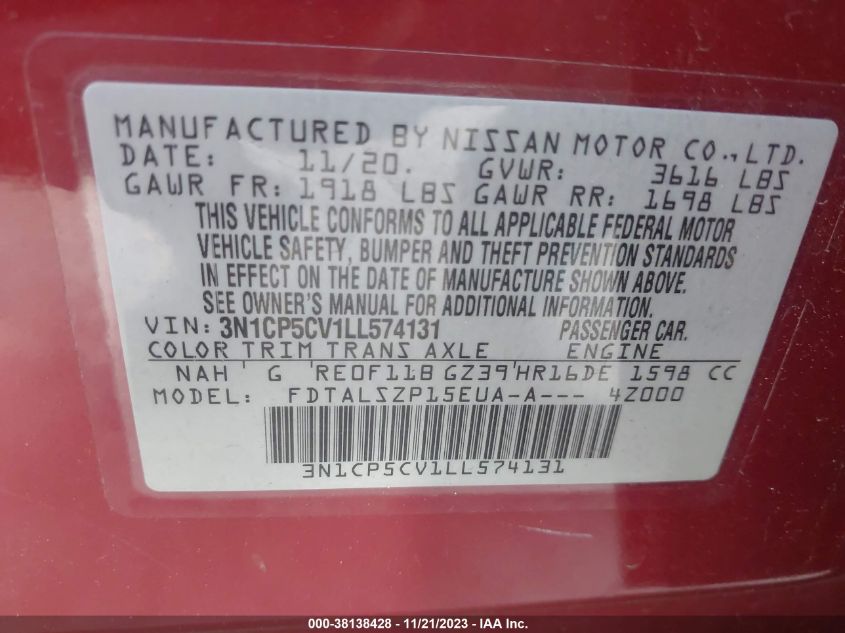 MANUFACTURED BY NISSAN MOTOR CO., LTD.
DATE: 11/20. GVWR: 3616 LBS
GAWR FR: 1918 LBS GAWR RR: 1698 LBS
THIS VEHICLE CONFORMS TO ALL APPLICABLE FEDERAL MOTOR
VEHICLE SAFETY, BUMPER AND THEFT PREVENTION STANDARDS
IN EFFECT ON THE DATE OF MANUFACTURE SHOWN ABOVE.
SEE OWNER'S MANUAL FOR ADDITIONAL INFORMATION.
VIN: 3N1CP5CV1LL574131 PASSENGER CAR.
COLOR TRIM TRANS AXLE ENGINE
NAH G RE0F11B GZ39 HR16DE 1598 CC
MODEL: FDTALSZP15EUA-A--- 4Z000
3N1CP5CV1LL574131
000-38138428 - 11/21/2023 - IAA Inc.